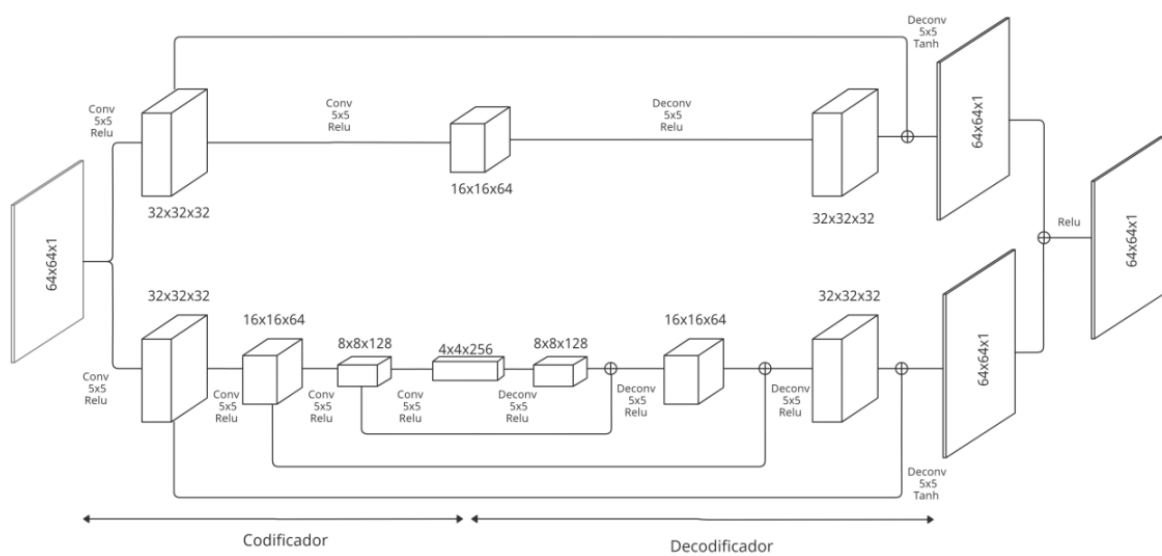 Deconv
5x5
Tanh
Conv
5x5
Relu
Conv
5x5
Relu
Deconv
5x5
Relu
64x64x1
16x16x64
32x32x32
32x32x32
64x64x1
64x64x1
Relu
32x32x32
16x16x64
8x8x128
4x4x256
8x8x128
16x16x64
32x32x32
64x64x1
Conv
5x5
Relu
Conv
5x5
Relu
Conv
5x5
Relu
Conv
5x5
Relu
Deconv
5x5
Relu
Deconv
5x5
Relu
Deconv
5x5
Relu
Deconv
5x5
Tanh
Codificador
Decodificador